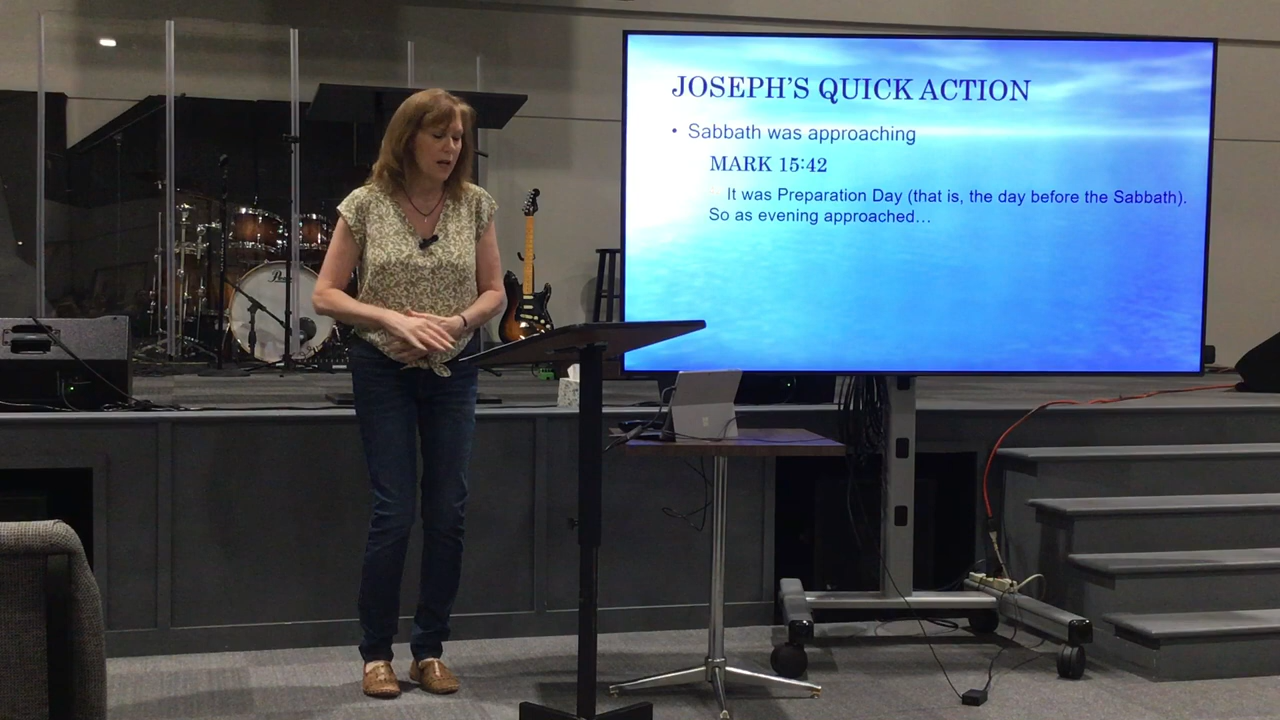 JOSEPH'S QUICK ACTION
• Sabbath was approaching
MARK 15:42
It was Preparation Day (that is, the day before the Sabbath).
So as evening approached…
Pearl